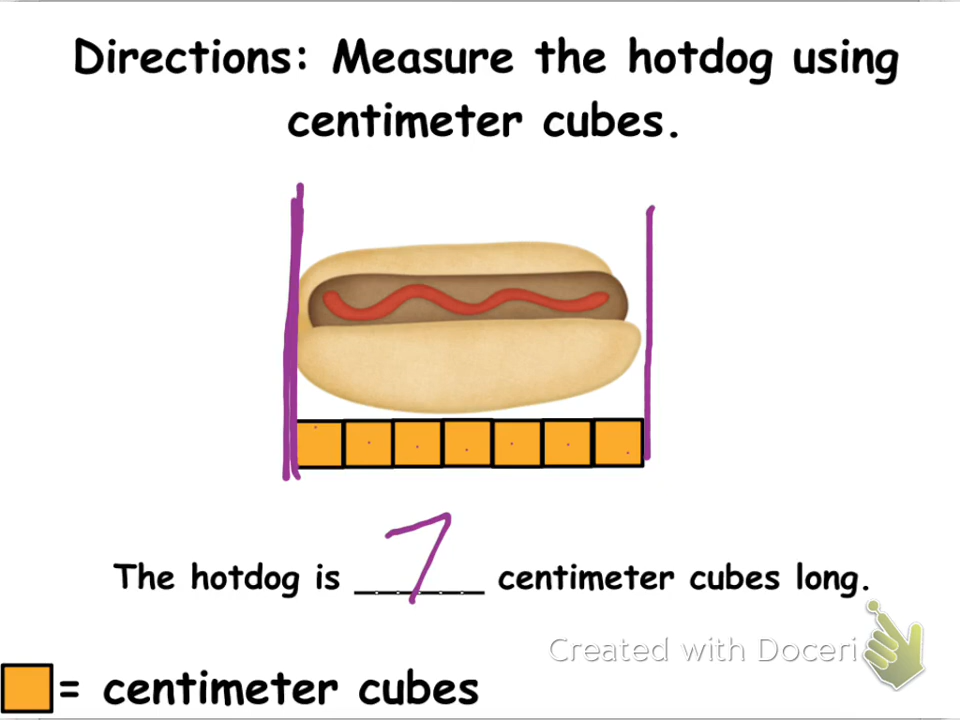 Directions: Measure the hotdog using
centimeter cubes.
The hotdog is 7 centimeter cubes long.
Created with Doceri
= centimeter cubes